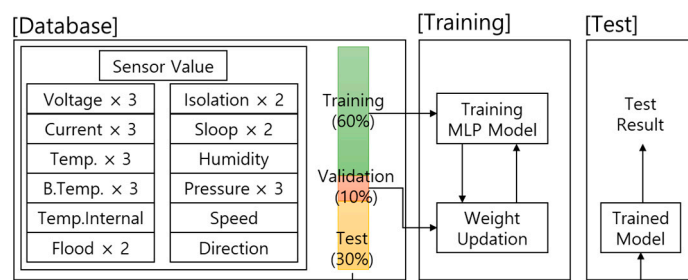 [Database]
[Training]
[Test]
Sensor Value
Voltage × 3
Isolation × 2
Current × 3
Sloop × 2
Temp. × 3
Humidity
B.Temp. × 3
Pressure × 3
Temp.Internal
Speed
Flood × 2
Direction
Training
(60%)
Validation
(10%)
Test
(30%)
Training
MLP Model
Weight
Updation
Test
Result
Trained
Model